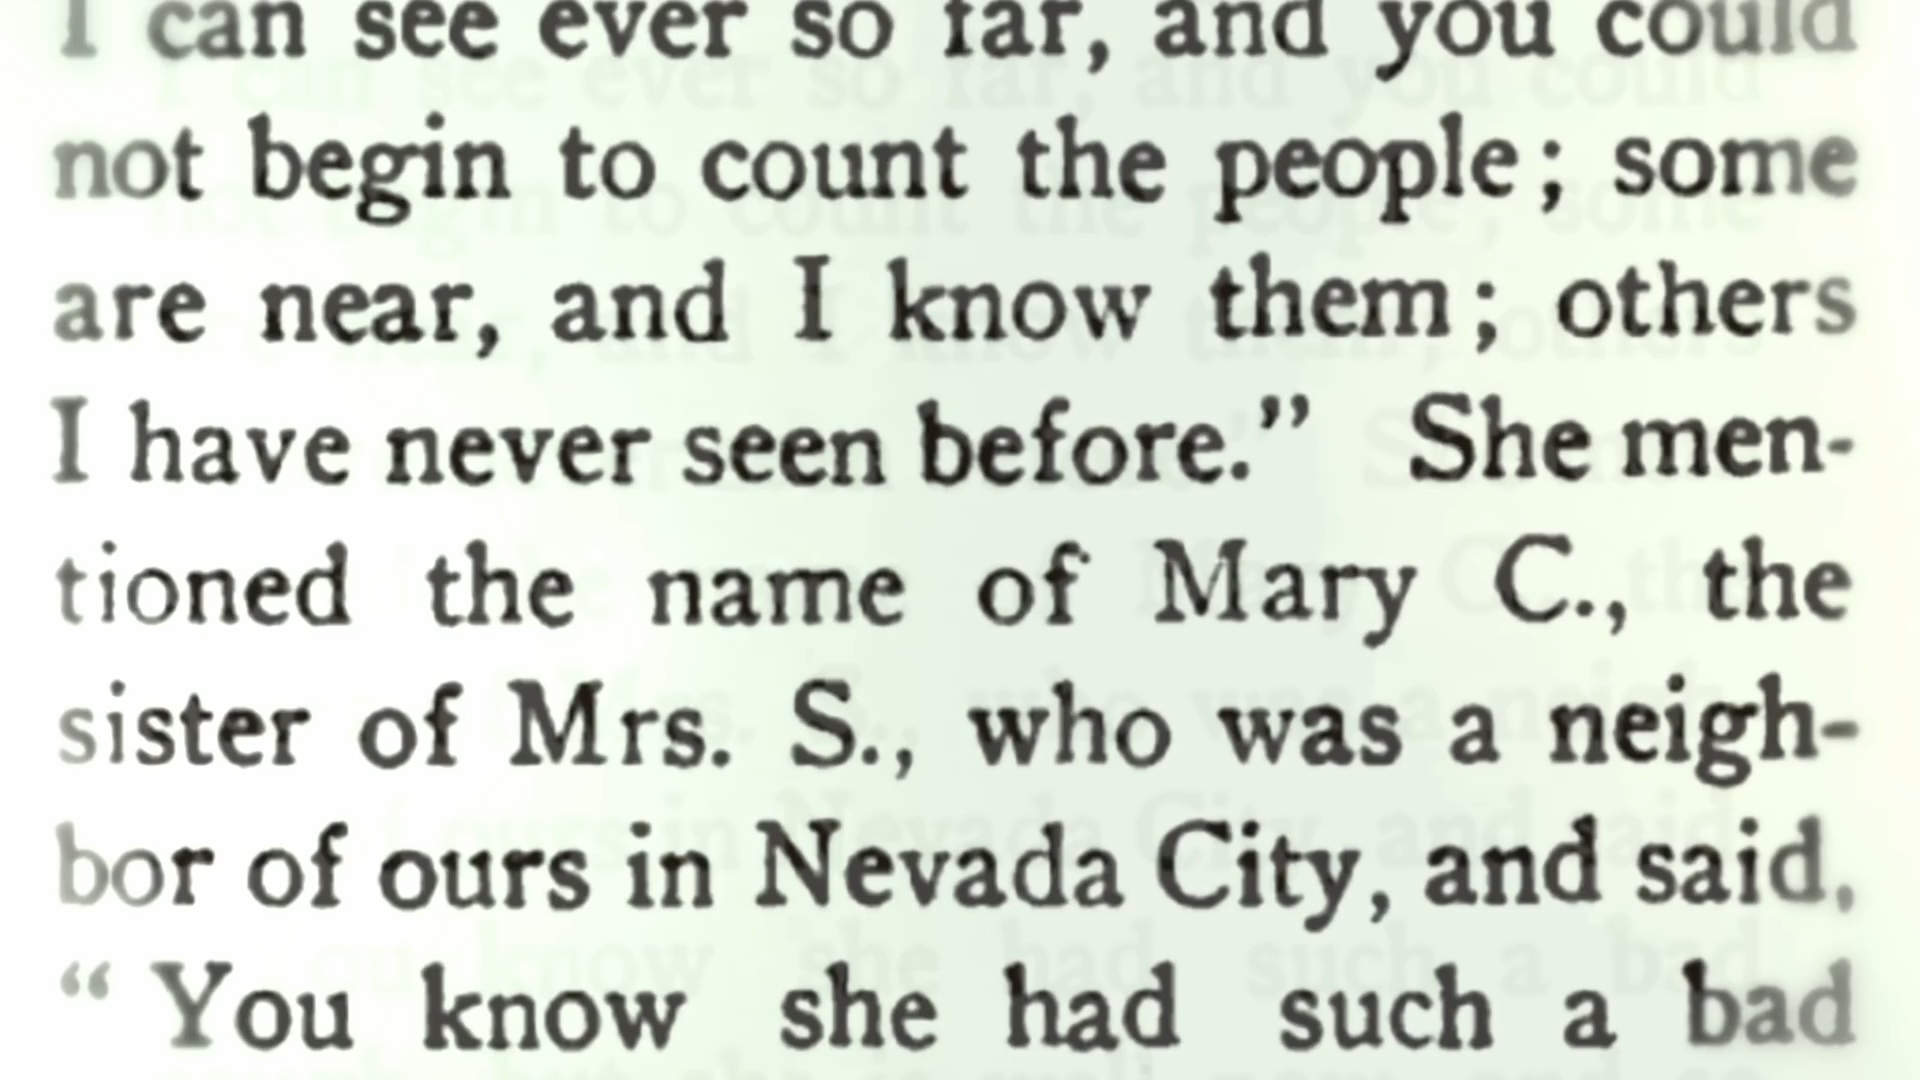 I can see ever so far, and you could
not begin to count the people; some
are near, and I know them; others
I have never seen before.” She men-
tioned the name of Mary C., the
sister of Mrs. S., who was a neigh-
bor of ours in Nevada City, and said,
“You know she had such a bad